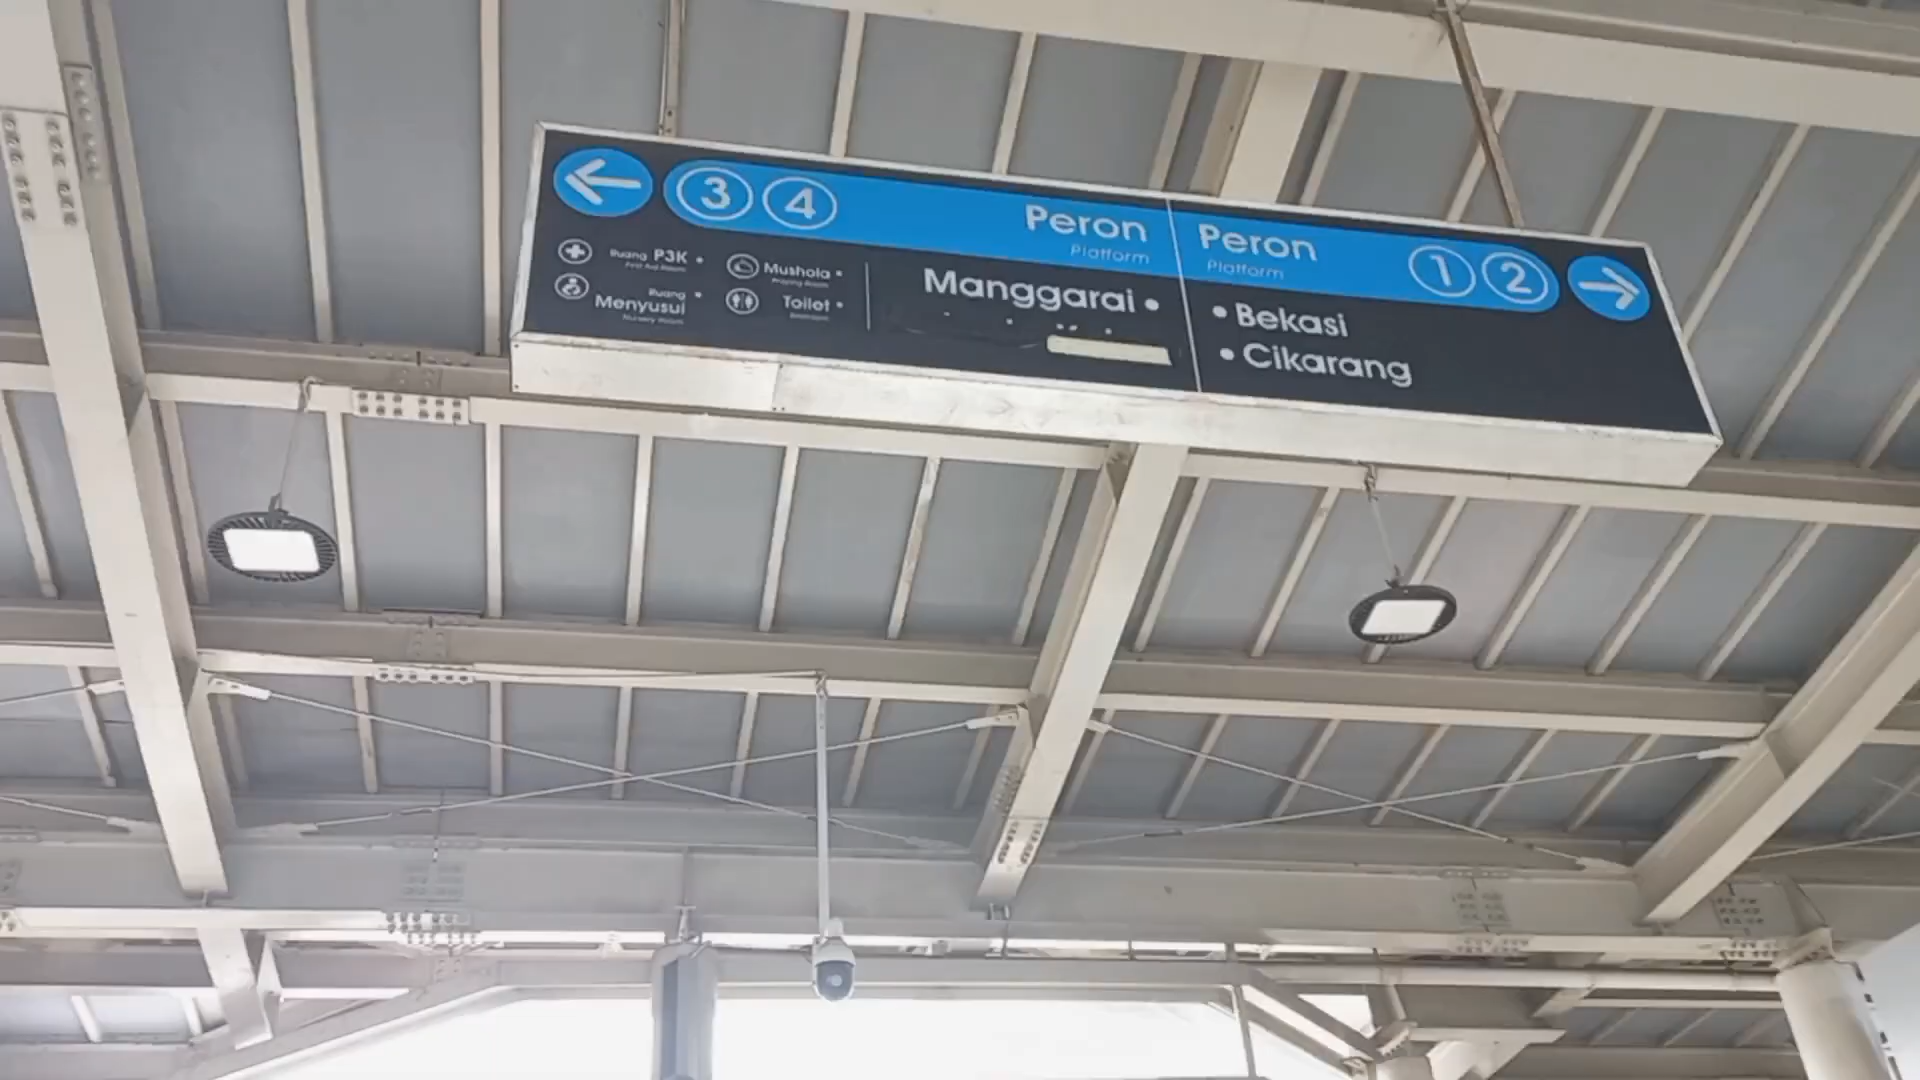 3 4 Peron
Platform
Ruang P3K •
First Aid Room
Ruang •
Menyusui
Nursery Room
Mushola •
Praying Room
Toilet •
Restroom
Manggarai •
Peron 1 2
Platform
• Bekasi
• Cikarang